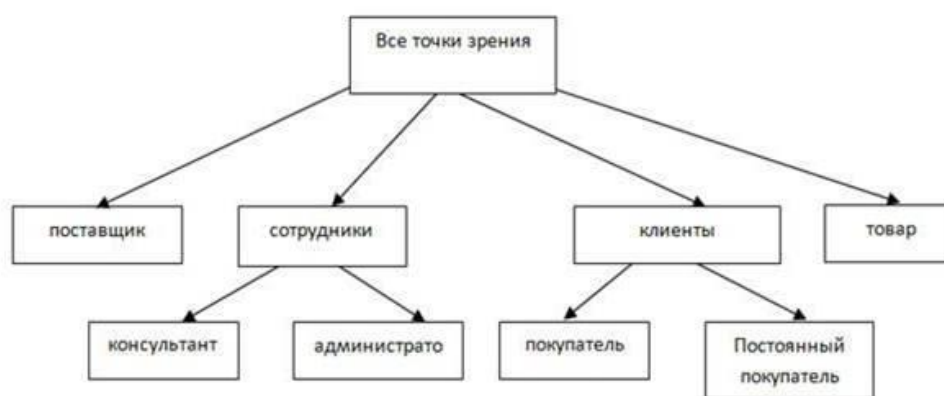 Все точки зрения
поставщик
сотрудники
клиенты
товар
консультант
администрато
покупатель
Постоянный
покупатель